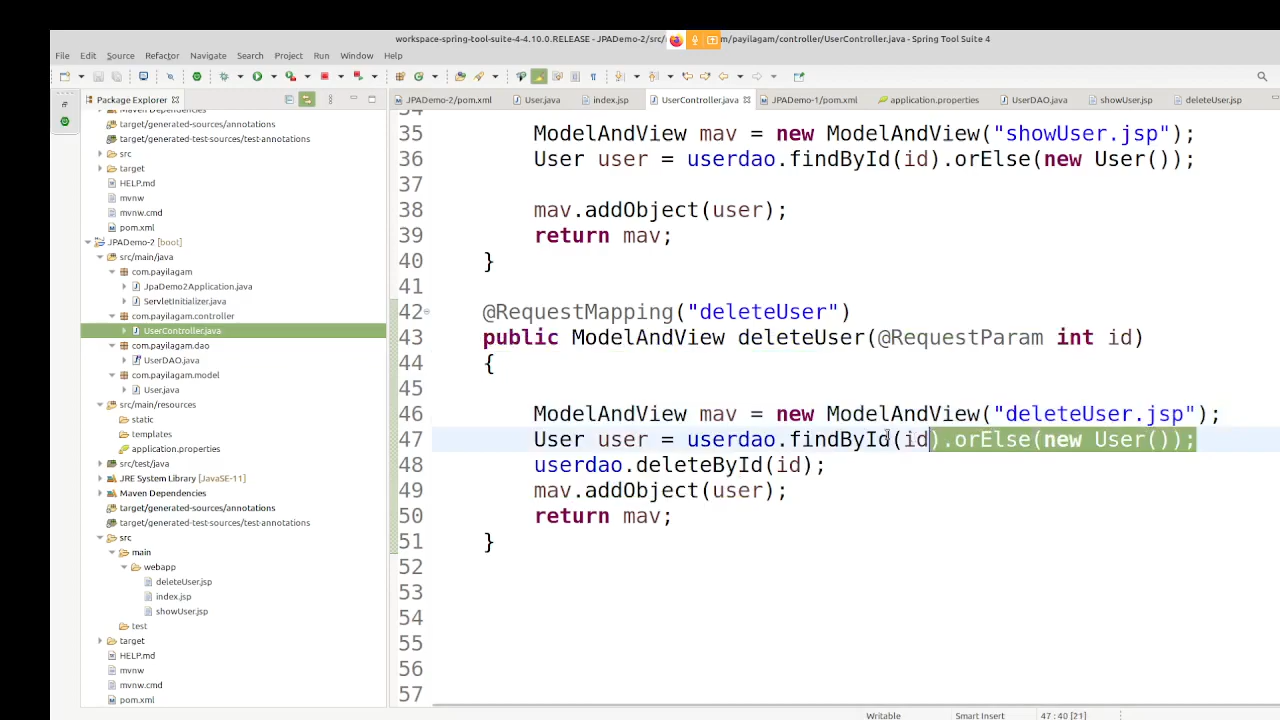 workspace-spring-tool-suite-4-4.10.0.RELEASE - JPADemo-2/src/ m/payilagam/controller/UserController.java - Spring Tool Suite 4
File Edit Source Refactor Navigate Search Project Run Window Help
Package Explorer
JPADemo-2/pom.xml User.java index.jsp UserController.java JPADemo-1/pom.xml application.properties UserDAO.java showUser.jsp deleteUser.jsp
target/generated-sources/annotations
target/generated-test-sources/test-annotations
src
target
HELP.md
mvnw
mvnw.cmd
pom.xml
JPADemo-2 [boot]
src/main/java
com.payilagam
JpaDemo2Application.java
ServletInitializer.java
com.payilagam.controller
UserController.java
com.payilagam.dao
UserDAO.java
com.payilagam.model
User.java
src/main/resources
static
templates
application.properties
src/test/java
JRE System Library [JavaSE-11]
Maven Dependencies
target/generated-sources/annotations
target/generated-test-sources/test-annotations
src
main
webapp
deleteUser.jsp
index.jsp
showUser.jsp
test
target
HELP.md
mvnw
mvnw.cmd
pom.xml
35 ModelAndView mav = new ModelAndView("showUser.jsp");
36 User user = userdao.findById(id).orElse(new User());
37
38 mav.addObject(user);
39 return mav;
40 }
41
42 @RequestMapping("deleteUser")
43 public ModelAndView deleteUser(@RequestParam int id)
44 {
45
46 ModelAndView mav = new ModelAndView("deleteUser.jsp");
47 User user = userdao.findById(id).orElse(new User());
48 userdao.deleteById(id);
49 mav.addObject(user);
50 return mav;
51 }
52
53
54
55
56
57
Writable Smart Insert 47 : 40 [21]